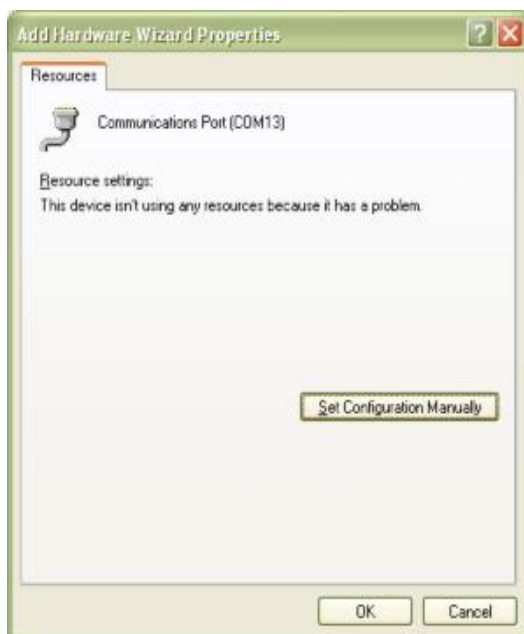 Add Hardware Wizard Properties
Resources
Communications Port (COM13)
Resource settings:
This device isn't using any resources because it has a problem.
Set Configuration Manually
OK Cancel